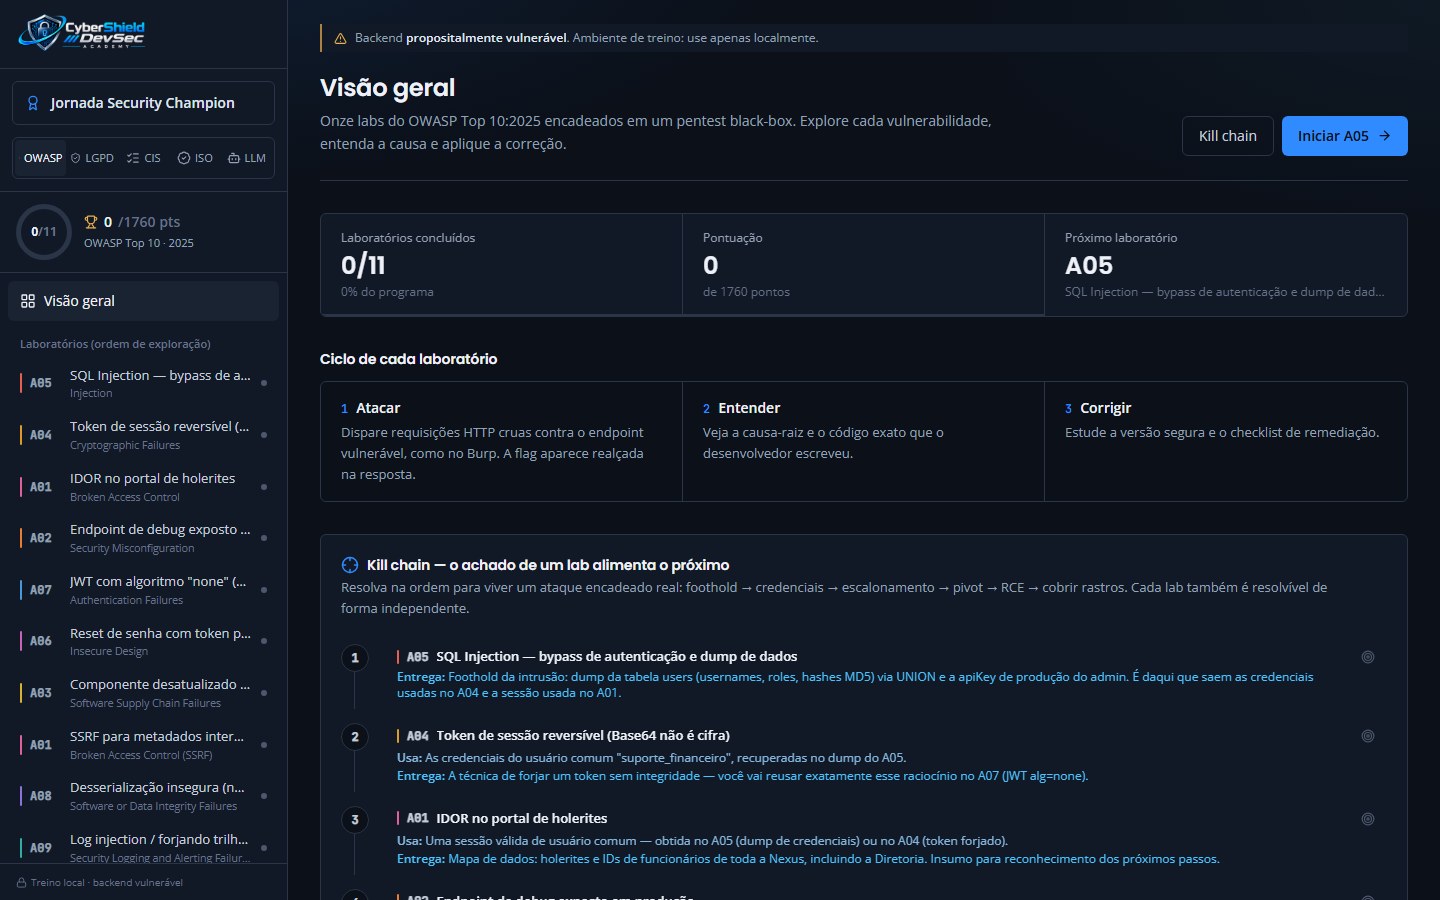 CyberShield
DevSec
ACADEMY
Jornada Security Champion
OWASP LGPD CIS ISO LLM
0/11
0 /1760 pts
OWASP Top 10 · 2025
Visão geral
Laboratórios (ordem de exploração)
A05 SQL Injection — bypass de a...
Injection
A04 Token de sessão reversível (...
Cryptographic Failures
A01 IDOR no portal de holerites
Broken Access Control
A02 Endpoint de debug exposto ...
Security Misconfiguration
A07 JWT com algoritmo "none" (...
Authentication Failures
A06 Reset de senha com token p...
Insecure Design
A03 Componente desatualizado ...
Software Supply Chain Failures
A01 SSRF para metadados inter...
Broken Access Control (SSRF)
A08 Desserialização insegura (n...
Software or Data Integrity Failures
A09 Log injection / forjando trilh...
Security Logging and Alerting Failur...
Treino local · backend vulnerável
Backend propositalmente vulnerável. Ambiente de treino: use apenas localmente.
Visão geral
Onze labs do OWASP Top 10:2025 encadeados em um pentest black-box. Explore cada vulnerabilidade,
entenda a causa e aplique a correção.
Kill chain
Iniciar A05 →
Laboratórios concluídos
0/11
0% do programa
Pontuação
0
de 1760 pontos
Próximo laboratório
A05
SQL Injection — bypass de autenticação e dump de dad...
Ciclo de cada laboratório
1 Atacar
Dispare requisições HTTP cruas contra o endpoint
vulnerável, como no Burp. A flag aparece realçada
na resposta.
2 Entender
Veja a causa-raiz e o código exato que o
desenvolvedor escreveu.
3 Corrigir
Estude a versão segura e o checklist de remediação.
Kill chain — o achado de um lab alimenta o próximo
Resolva na ordem para viver um ataque encadeado real: foothold → credenciais → escalonamento → pivot → RCE → cobrir rastros. Cada lab também é resolvível de
forma independente.
1 A05 SQL Injection — bypass de autenticação e dump de dados
Entrega: Foothold da intrusão: dump da tabela users (usernames, roles, hashes MD5) via UNION e a apiKey de produção do admin. É daqui que saem as credenciais
usadas no A04 e a sessão usada no A01.
2 A04 Token de sessão reversível (Base64 não é cifra)
Usa: As credenciais do usuário comum "suporte_financeiro", recuperadas no dump do A05.
Entrega: A técnica de forjar um token sem integridade — você vai reusar exatamente esse raciocínio no A07 (JWT alg=none).
3 A01 IDOR no portal de holerites
Usa: Uma sessão válida de usuário comum — obtida no A05 (dump de credenciais) ou no A04 (token forjado).
Entrega: Mapa de dados: holerites e IDs de funcionários de toda a Nexus, incluindo a Diretoria. Insumo para reconhecimento dos próximos passos.
A02 Endpoint de debug exposto em produção